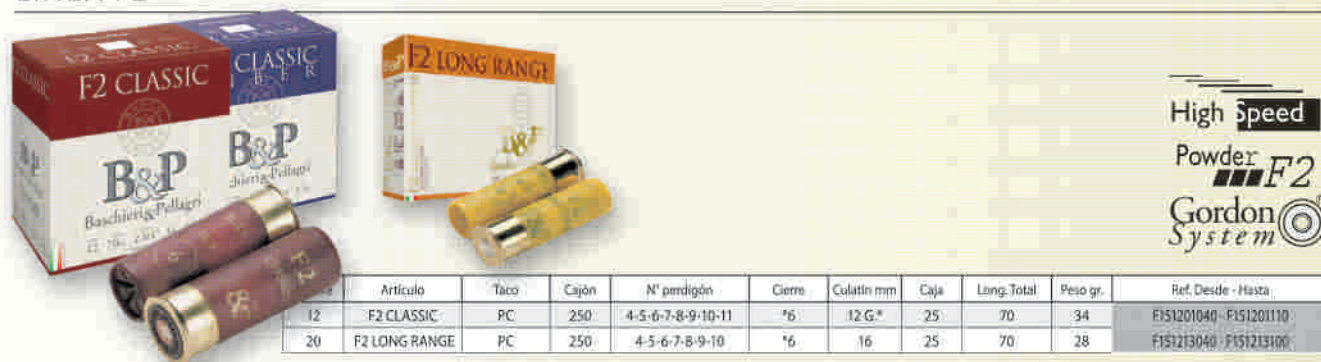 F2 CLASSIC
CLASSIC
B&P
B&P
Baschieri & Pellagri
F2 LONG RANGE
F2
High Speed
Powder F2
Gordon System
Artículo Taco Cajón Nº perdigón Cierre Culatín mm Caja Long. Total Peso gr. Ref. Desde - Hasta
12 F2 CLASSIC PC 250 4-5-6-7-8-9-10-11 *6 12 G.* 25 70 34 F151201040 - F151201110
20 F2 LONG RANGE PC 250 4-5-6-7-8-9-10 *6 16 25 70 28 F151213040 - F151213100